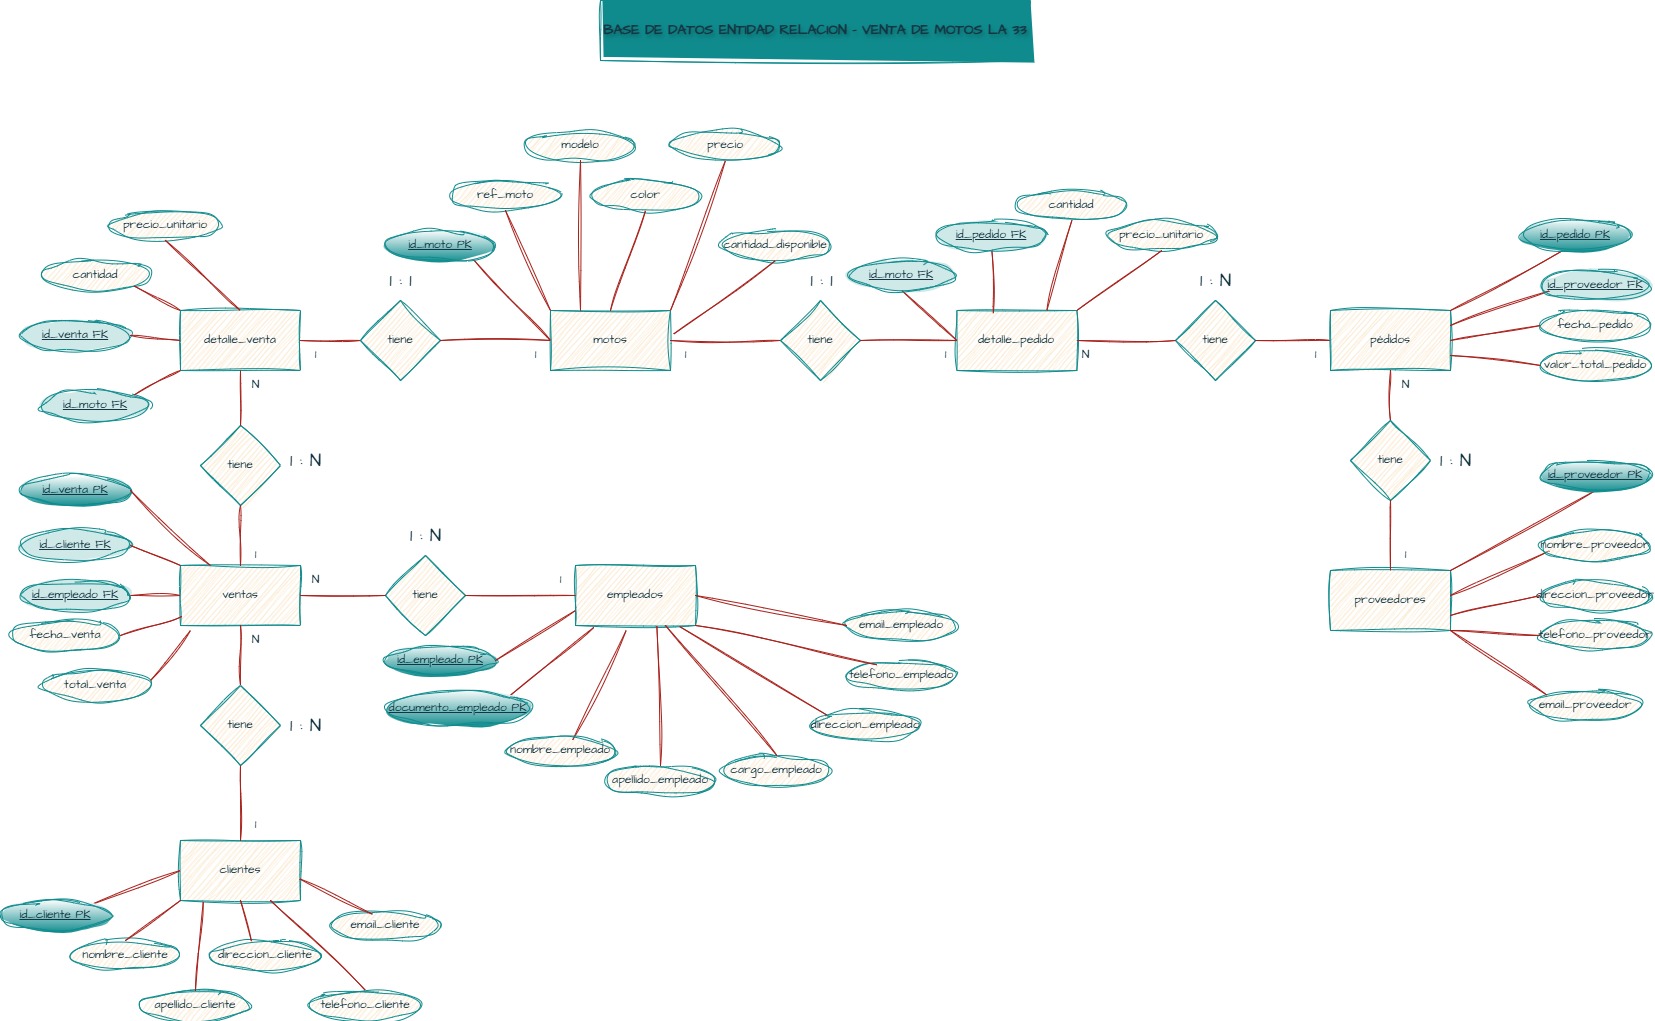 BASE DE DATOS ENTIDAD RELACION - VENTA DE MOTOS LA 33
modelo
precio
ref_moto
color
precio_unitario
id_moto PK
cantidad_disponible
cantidad
id_pedido FK
precio_unitario
id_pedido PK
cantidad
id_moto FK
id_proveedor FK
1 : 1
1 : 1
1 : N
id_venta FK
detalle_venta
tiene
motos
tiene
detalle_pedido
tiene
pedidos
fecha_pedido
valor_total_pedido
1
1
1
1
N
1
id_moto FK
N
N
tiene
1 : N
tiene
1 : N
id_venta PK
id_proveedor PK
id_cliente FK
1 : N
nombre_proveedor
1
1
id_empleado FK
ventas
N
tiene
1
empleados
proveedores
direccion_proveedor
fecha_venta
N
email_empleado
telefono_proveedor
total_venta
id_empleado PK
telefono_empleado
documento_empleado PK
email_proveedor
tiene
1 : N
direccion_empleado
nombre_empleado
apellido_empleado
cargo_empleado
1
clientes
id_cliente PK
email_cliente
nombre_cliente
direccion_cliente
apellido_cliente
telefono_cliente